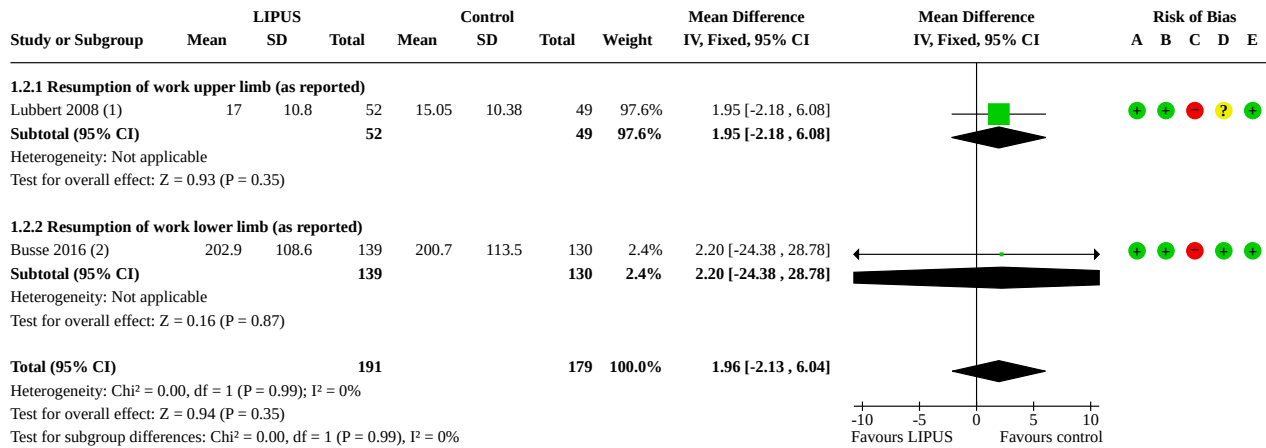 LIPUS Control Mean Difference Mean Difference Risk of Bias
Study or Subgroup Mean SD Total Mean SD Total Weight IV, Fixed, 95% CI IV, Fixed, 95% CI A B C D E
1.2.1 Resumption of work upper limb (as reported)
Lubbert 2008 (1) 17 10.8 52 15.05 10.38 49 97.6% 1.95 [-2.18 , 6.08] + + − ? +
Subtotal (95% CI) 52 49 97.6% 1.95 [-2.18 , 6.08]
Heterogeneity: Not applicable
Test for overall effect: Z = 0.93 (P = 0.35)
1.2.2 Resumption of work lower limb (as reported)
Busse 2016 (2) 202.9 108.6 139 200.7 113.5 130 2.4% 2.20 [-24.38 , 28.78] + + − + +
Subtotal (95% CI) 139 130 2.4% 2.20 [-24.38 , 28.78]
Heterogeneity: Not applicable
Test for overall effect: Z = 0.16 (P = 0.87)
Total (95% CI) 191 179 100.0% 1.96 [-2.13 , 6.04]
Heterogeneity: Chi² = 0.00, df = 1 (P = 0.99); I² = 0%
Test for overall effect: Z = 0.94 (P = 0.35) -10 -5 0 5 10
Test for subgroup differences: Chi² = 0.00, df = 1 (P = 0.99), I² = 0% Favours LIPUS Favours control